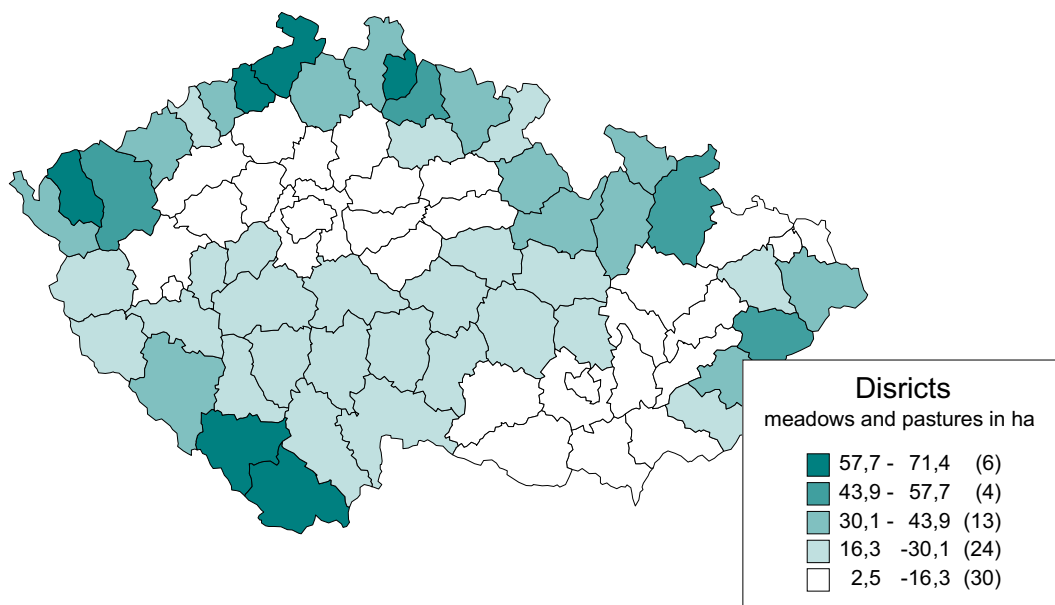 Disricts
meadows and pastures in ha
57,7 - 71,4 (6)
43,9 - 57,7 (4)
30,1 - 43,9 (13)
16,3 -30,1 (24)
2,5 -16,3 (30)